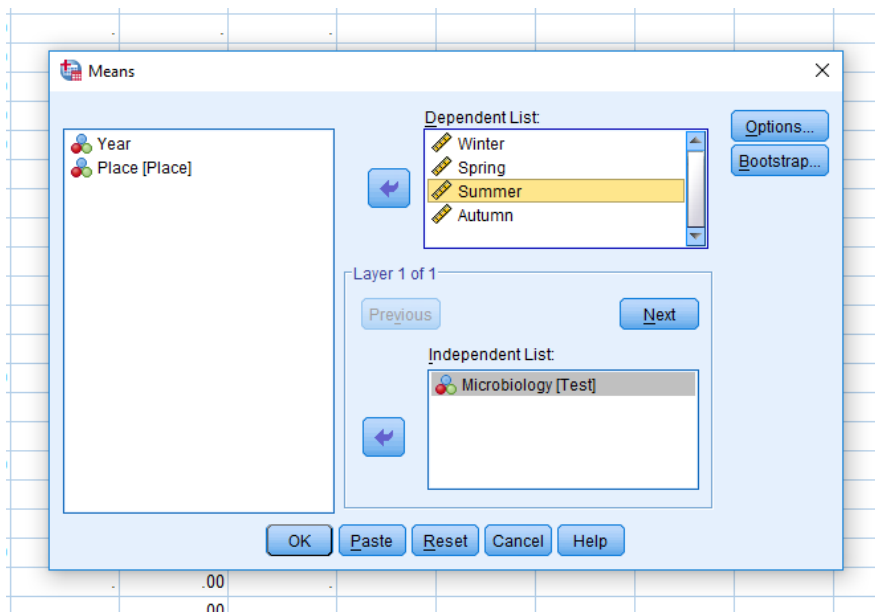 Means
Year
Place [Place]
Dependent List:
Winter
Spring
Summer
Autumn
Options...
Bootstrap...
Layer 1 of 1
Previous
Next
Independent List:
Microbiology [Test]
OK Paste Reset Cancel Help
.00
.00